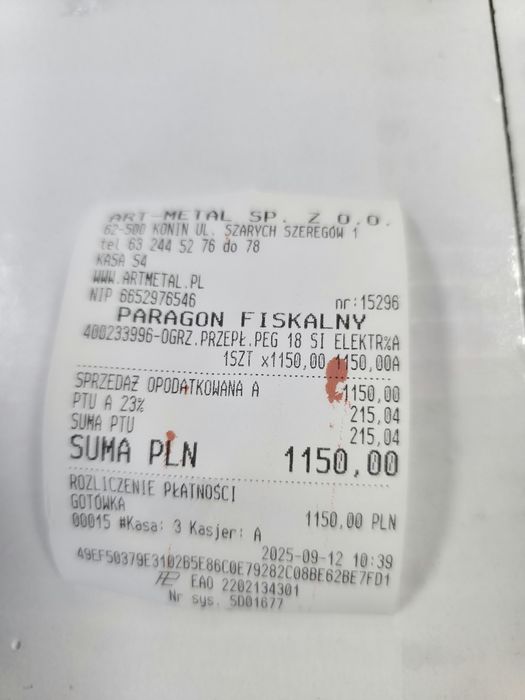 ART-METAL SP. Z O.O.
62-500 KONIN UL. SZARYCH SZEREGÓW 1
tel 63 244 52 76 do 78
KASA S4
WWW.ARTMETAL.PL
NIP 6652976546 nr:15296
PARAGON FISKALNY
400233996-OGRZ.PRZEPŁ.PEG 18 SI ELEKTR%A
1SZT x1150,00 1150,00A
SPRZEDAŻ OPODATKOWANA A 1150,00
PTU A 23% 215,04
SUMA PTU 215,04
SUMA PLN 1150,00
ROZLICZENIE PŁATNOŚCI
GOTÓWKA 1150,00 PLN
00015 #Kasa: 3 Kasjer: A 2025-09-12 10:39
49EF50379E3102B5E86C0E79282C08BE62BE7FD1
EAO 2202134301
Nr sys. SD01677